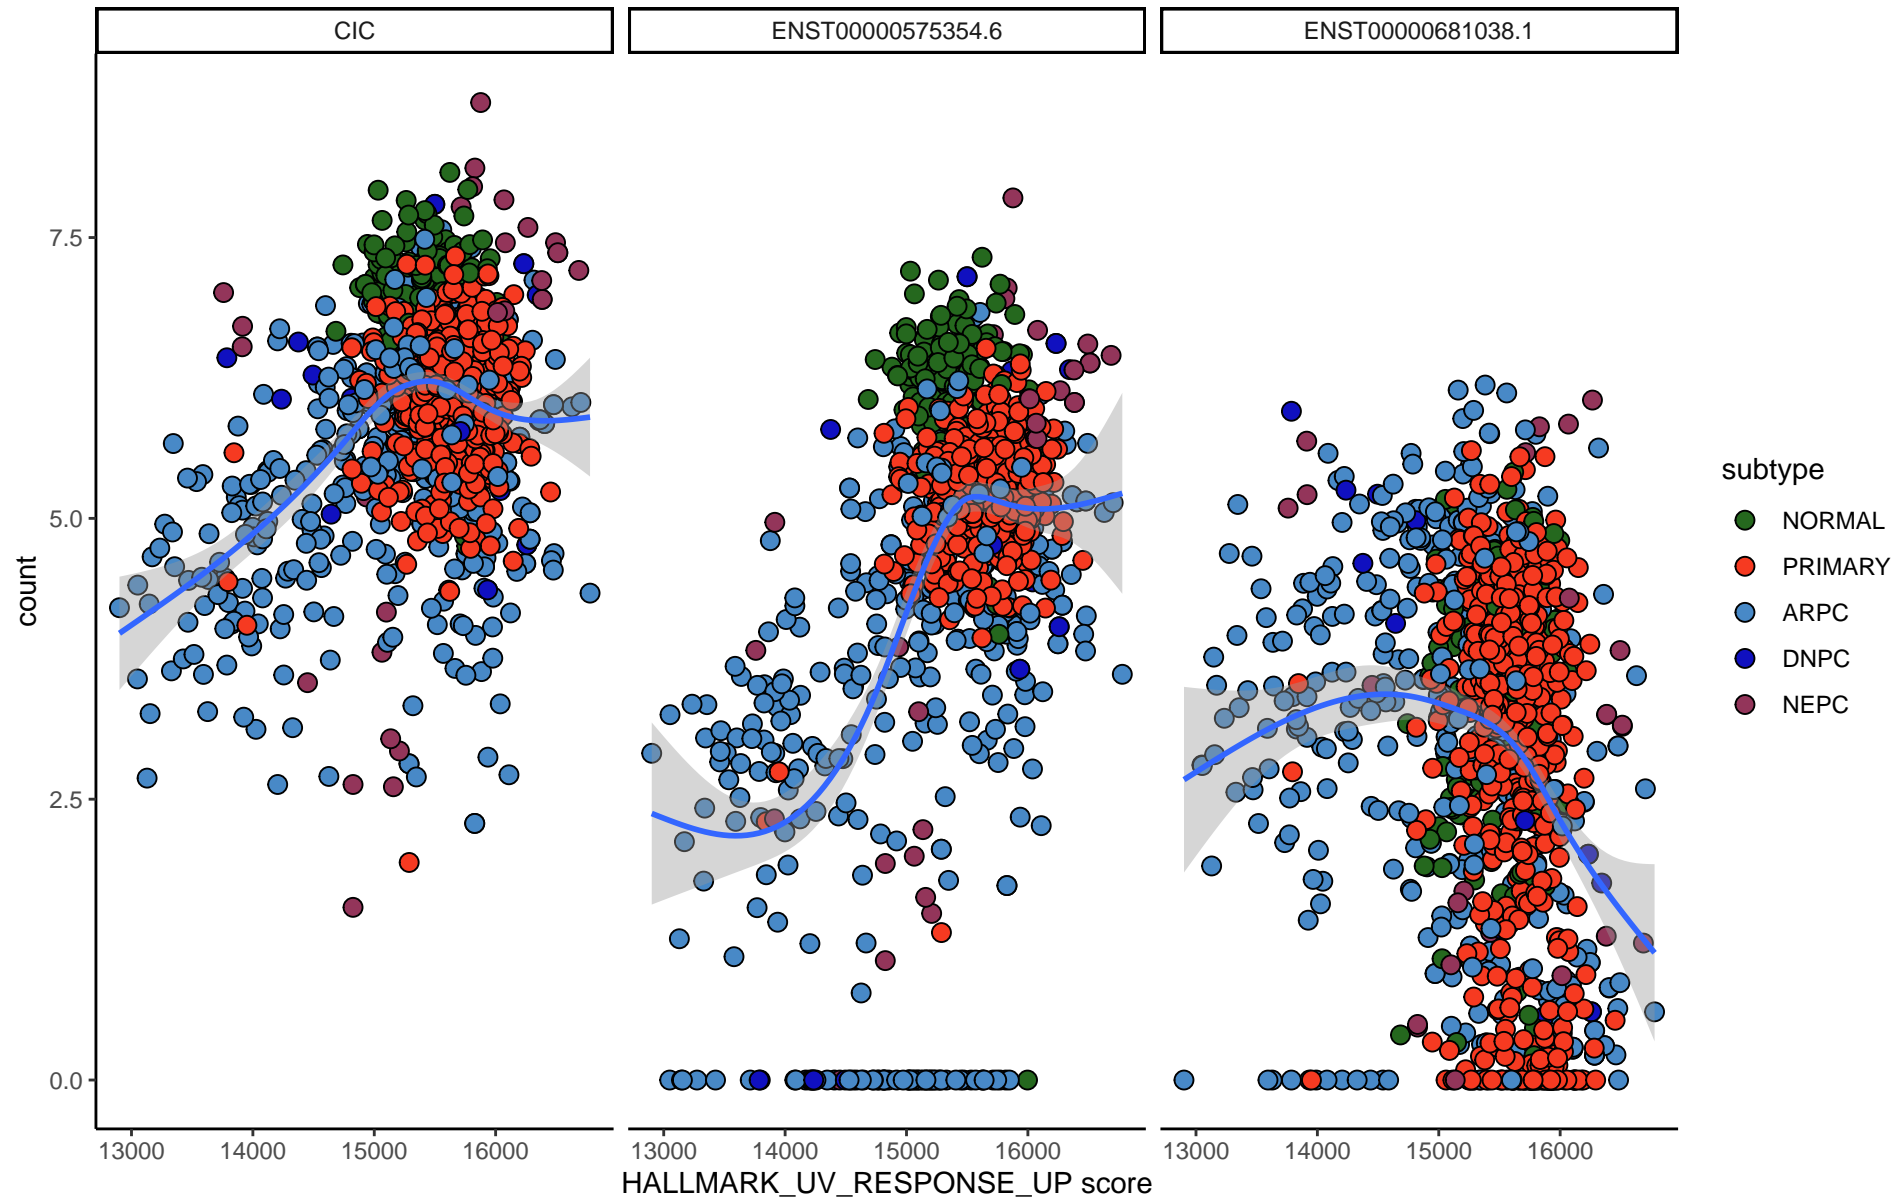 CIC
ENST00000575354.6
ENST00000681038.1
7.5
5.0
2.5
0.0
count
13000 14000 15000 16000
13000 14000 15000 16000
13000 14000 15000 16000
HALLMARK_UV_RESPONSE_UP score
subtype
NORMAL
PRIMARY
ARPC
DNPC
NEPC